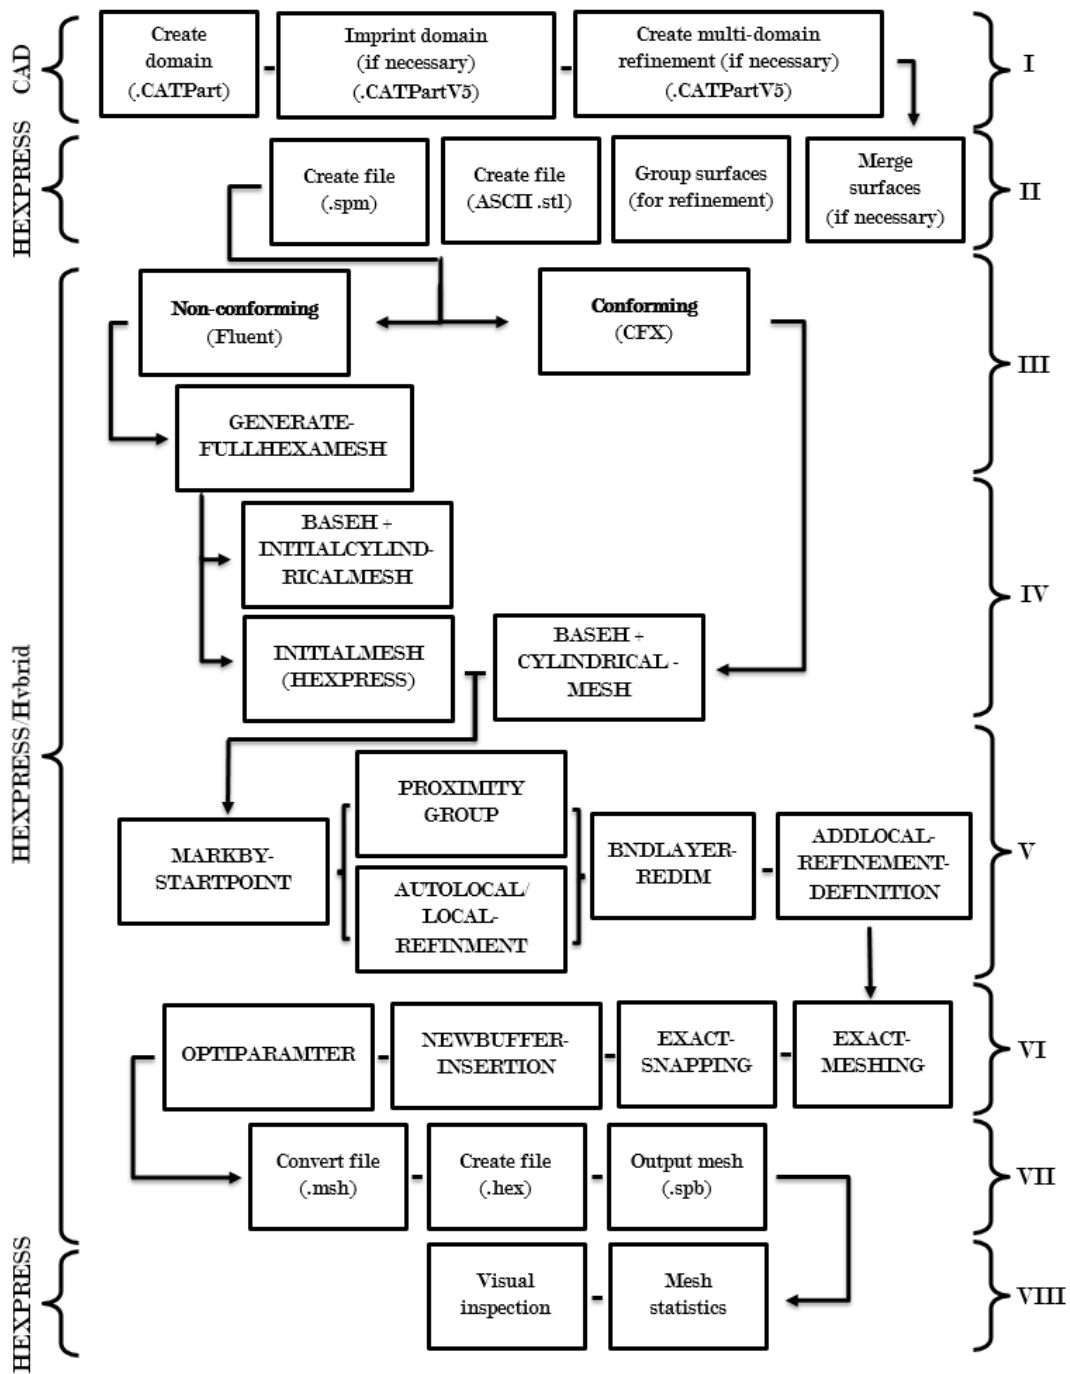 CAD
Create
domain
(.CATPart)
Imprint domain
(if necessary)
(.CATPartV5)
Create multi-domain
refinement (if necessary)
(.CATPartV5)
I
HEXPRESS
Create file
(.spm)
Create file
(ASCII .stl)
Group surfaces
(for refinement)
Merge
surfaces
(if necessary)
II
HEXPRESS/Hybrid
Non-conforming
(Fluent)
Conforming
(CFX)
III
GENERATE-
FULLHEXAMESH
BASEH +
INITIALCYLIND-
RICALMESH
IV
INITIALMESH
(HEXPRESS)
BASEH +
CYLINDRICAL-
MESH
MARKBY-
STARTPOINT
PROXIMITY
GROUP
AUTOLOCAL/
LOCAL-
REFINMENT
BNDLAYER-
REDIM
ADDLOCAL-
REFINEMENT-
DEFINITION
V
OPTIPARAMTER
NEWBUFFER-
INSERTION
EXACT-
SNAPPING
EXACT-
MESHING
VI
Convert file
(.msh)
Create file
(.hex)
Output mesh
(.spb)
VII
HEXPRESS
Visual
inspection
Mesh
statistics
VIII